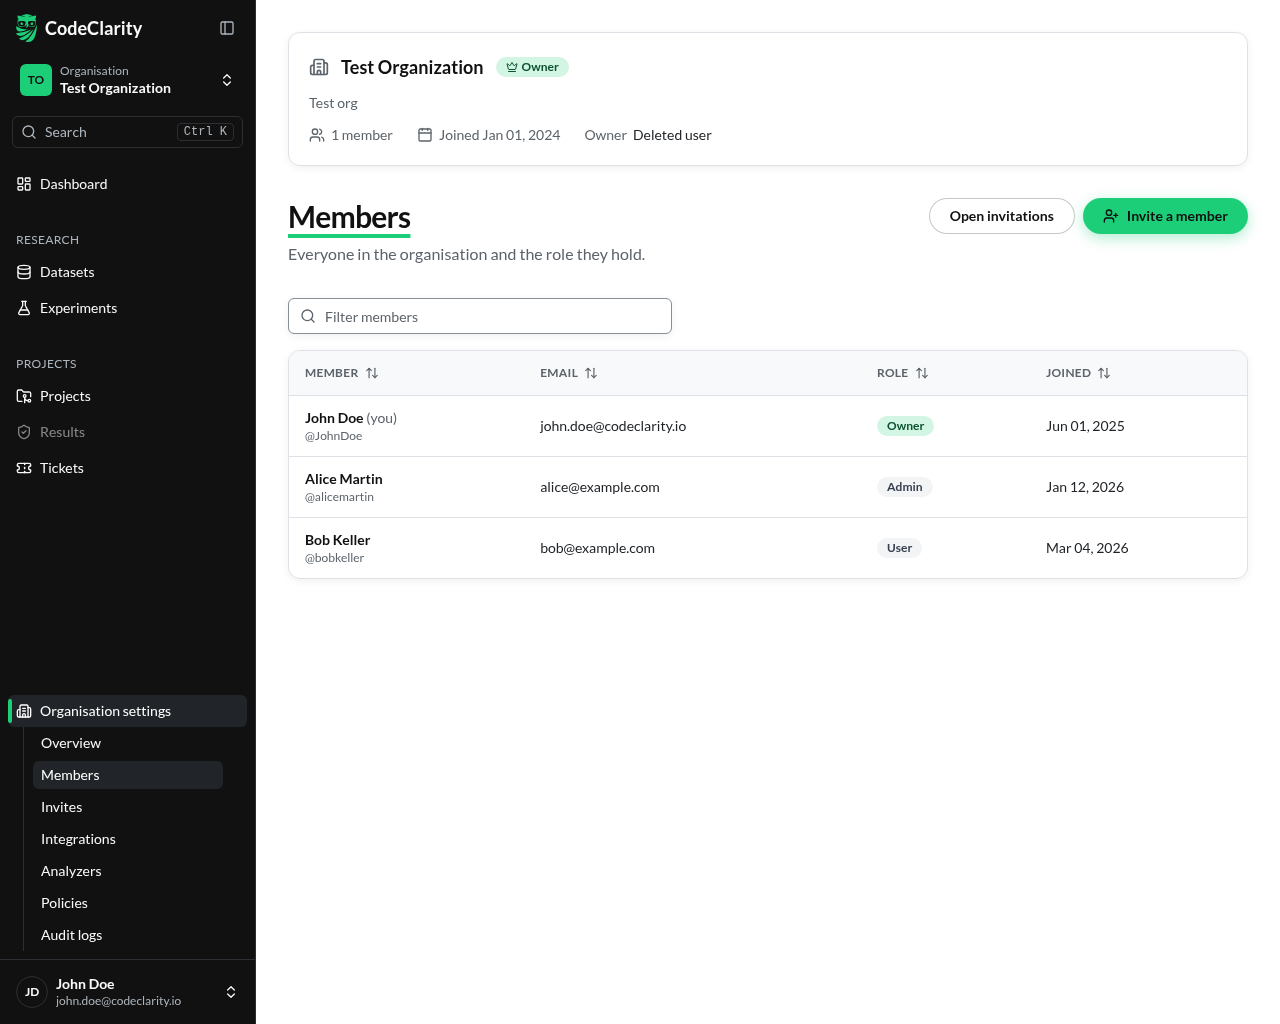 CodeClarity
TO
Organisation
Test Organization
Search
Ctrl K
Dashboard
RESEARCH
Datasets
Experiments
PROJECTS
Projects
Results
Tickets
Organisation settings
Overview
Members
Invites
Integrations
Analyzers
Policies
Audit logs
JD
John Doe
john.doe@codeclarity.io
Test Organization Owner
Test org
1 member Joined Jan 01, 2024 Owner Deleted user
Members
Open invitations
Invite a member
Everyone in the organisation and the role they hold.
Filter members
MEMBER EMAIL ROLE JOINED
John Doe (you) john.doe@codeclarity.io Owner Jun 01, 2025
@JohnDoe
Alice Martin alice@example.com Admin Jan 12, 2026
@alicemartin
Bob Keller bob@example.com User Mar 04, 2026
@bobkeller